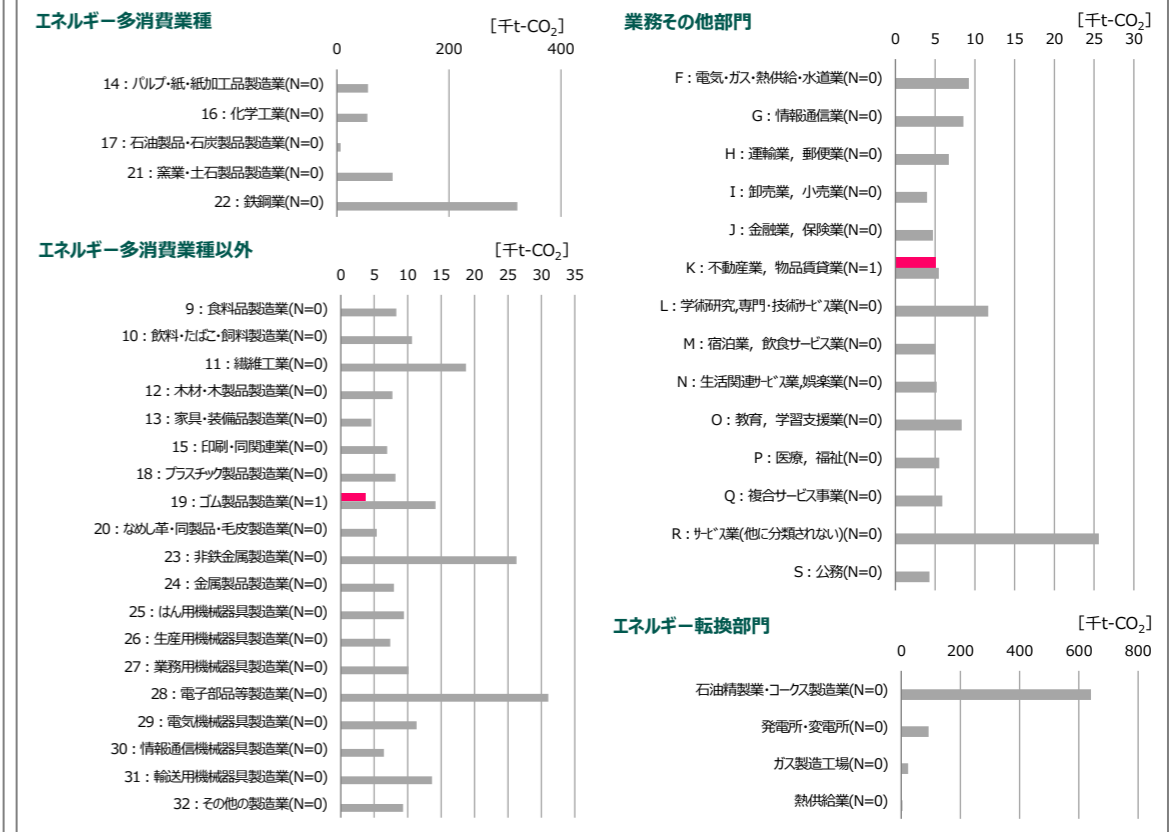 エネルギー多消費業種
[千t-CO2]
0 200 400
14：パルプ・紙・紙加工品製造業(N=0)
16：化学工業(N=0)
17：石油製品・石炭製品製造業(N=0)
21：窯業・土石製品製造業(N=0)
22：鉄鋼業(N=0)
エネルギー多消費業種以外
[千t-CO2]
0 5 10 15 20 25 30 35
9：食料品製造業(N=0)
10：飲料・たばこ・飼料製造業(N=0)
11：繊維工業(N=0)
12：木材・木製品製造業(N=0)
13：家具・装備品製造業(N=0)
15：印刷・同関連業(N=0)
18：プラスチック製品製造業(N=0)
19：ゴム製品製造業(N=1)
20：なめし革・同製品・毛皮製造業(N=0)
23：非鉄金属製造業(N=0)
24：金属製品製造業(N=0)
25：はん用機械器具製造業(N=0)
26：生産用機械器具製造業(N=0)
27：業務用機械器具製造業(N=0)
28：電子部品等製造業(N=0)
29：電気機械器具製造業(N=0)
30：情報通信機械器具製造業(N=0)
31：輸送用機械器具製造業(N=0)
32：その他の製造業(N=0)
業務その他部門
[千t-CO2]
0 5 10 15 20 25 30
F：電気・ガス・熱供給・水道業(N=0)
G：情報通信業(N=0)
H：運輸業，郵便業(N=0)
I：卸売業，小売業(N=0)
J：金融業，保険業(N=0)
K：不動産業，物品賃貸業(N=1)
L：学術研究,専門・技術サービス業(N=0)
M：宿泊業，飲食サービス業(N=0)
N：生活関連サービス業,娯楽業(N=0)
O：教育，学習支援業(N=0)
P：医療，福祉(N=0)
Q：複合サービス事業(N=0)
R：サービス業(他に分類されない)(N=0)
S：公務(N=0)
エネルギー転換部門
[千t-CO2]
0 200 400 600 800
石油精製業・コークス製造業(N=0)
発電所・変電所(N=0)
ガス製造工場(N=0)
熱供給業(N=0)